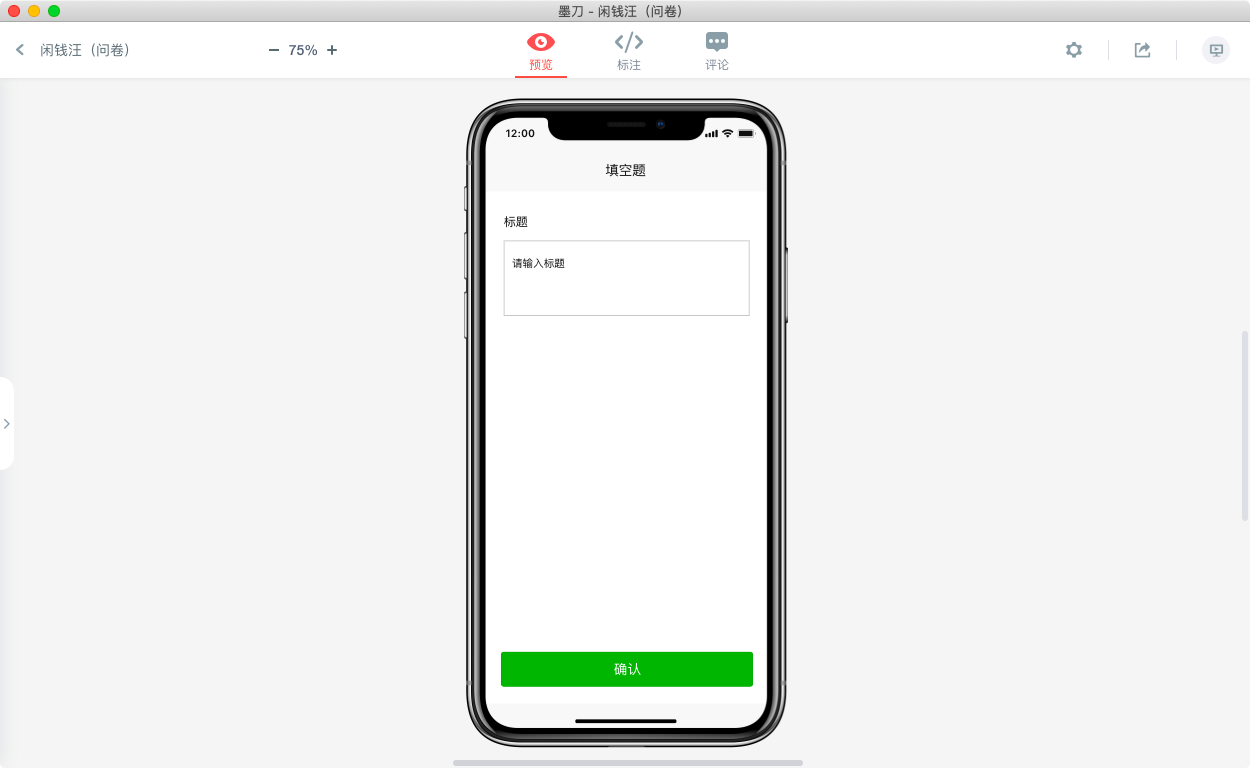 墨刀 - 闲钱汪（问卷）
闲钱汪（问卷）
75%
预览
标注
评论
12:00
填空题
标题
请输入标题
确认